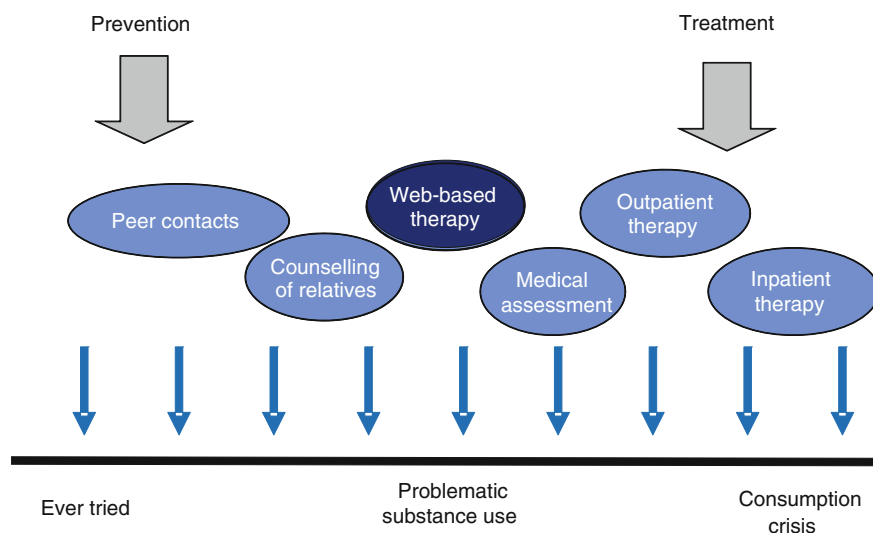 Prevention
Treatment
Peer contacts
Counselling
of relatives
Web-based
therapy
Medical
assessment
Outpatient
therapy
Inpatient
therapy
Ever tried
Problematic
substance use
Consumption
crisis